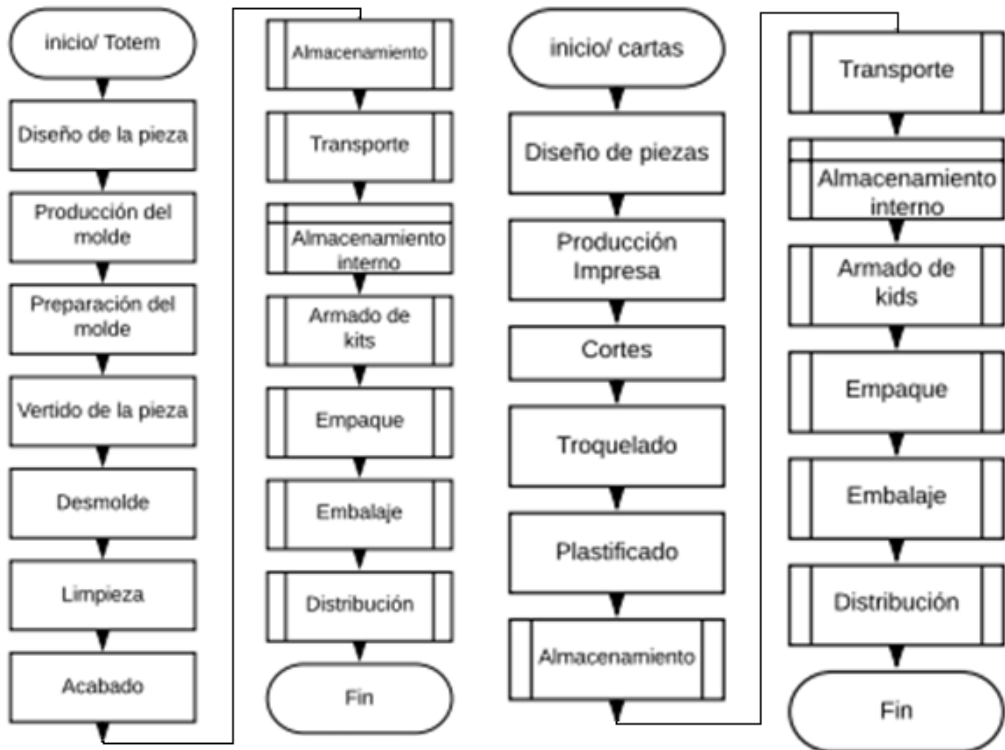 inicio/ Totem
Diseño de la pieza
Producción del
molde
Preparación del
molde
Vertido de la pieza
Desmolde
Limpieza
Acabado
Almacenamiento
Transporte
Almacenamiento
interno
Armado de
kits
Empaque
Embalaje
Distribución
Fin
inicio/ cartas
Diseño de piezas
Producción
Impresa
Cortes
Troquelado
Plastificado
Almacenamiento
Transporte
Almacenamiento
interno
Armado de
kids
Empaque
Embalaje
Distribución
Fin